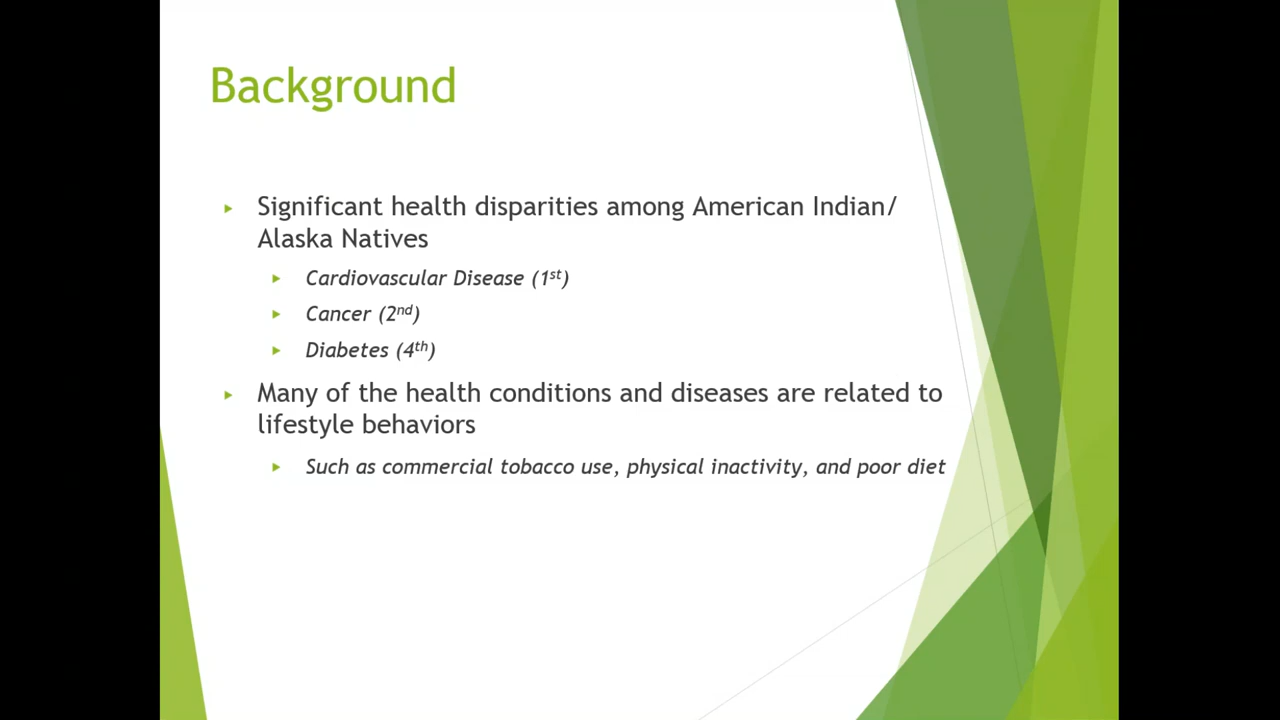 Background
Significant health disparities among American Indian/
Alaska Natives
Cardiovascular Disease (1st)
Cancer (2nd)
Diabetes (4th)
Many of the health conditions and diseases are related to
lifestyle behaviors
Such as commercial tobacco use, physical inactivity, and poor diet